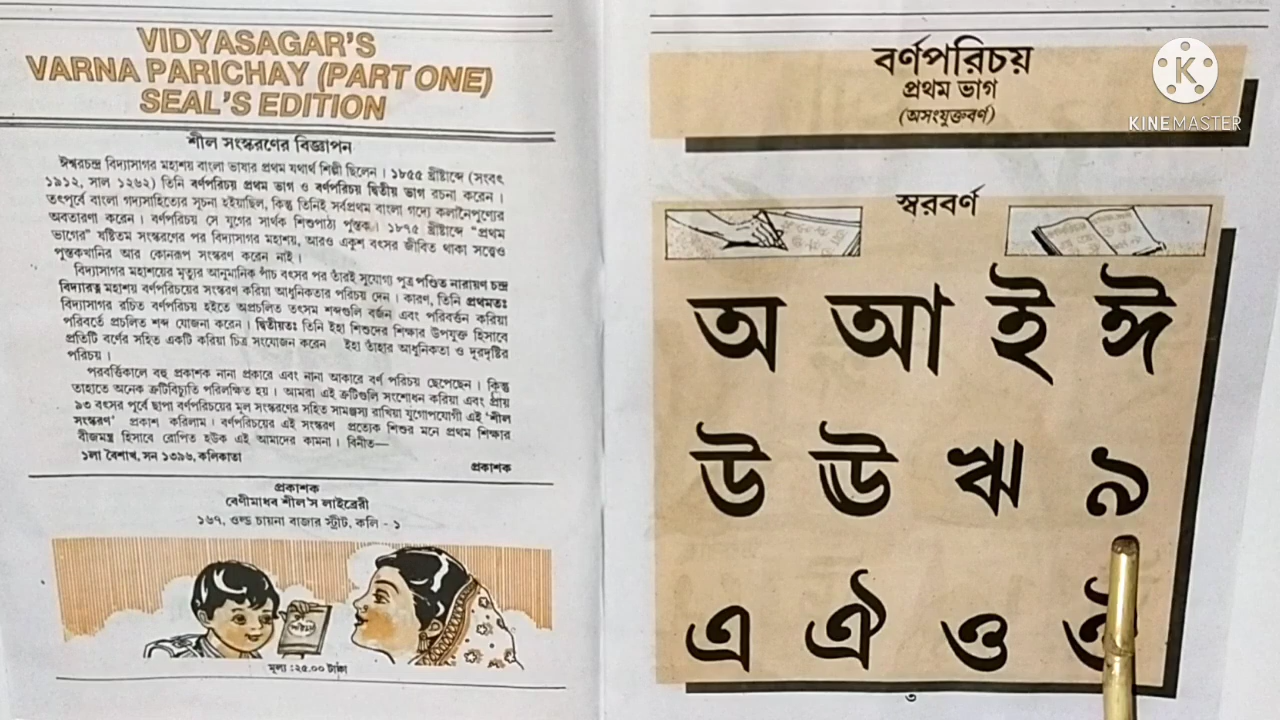 VIDYASAGAR'S
VARNA PARICHAY (PART ONE)
SEAL'S EDITION
শীল সংস্করণের বিজ্ঞাপন
ঈশ্বরচন্দ্র বিদ্যাসাগর মহাশয় বাংলা ভাষার প্রথম যথার্থ শিল্পী ছিলেন । ১৮৫৫ খ্রীষ্টাব্দে (সংবৎ
১৯১২, সাল ১২৬২) তিনি বর্ণপরিচয় প্রথম ভাগ ও বর্ণপরিচয় দ্বিতীয় ভাগ রচনা করেন ।
তৎপূর্বে বাংলা গদ্যসাহিত্যের সূচনা হইয়াছিল, কিন্তু তিনিই সর্বপ্রথম বাংলা গদ্যে কলানৈপুণ্যের
অবতারণা করেন । বর্ণপরিচয় সে যুগের সার্থক শিশুপাঠ্য পুস্তক । ১৮৭৫ খ্রীষ্টাব্দে "প্রথম
ভাগের" ষষ্টিতম সংস্করণের পর বিদ্যাসাগর মহাশয়, আরও একুশ বৎসর জীবিত থাকা সত্ত্বেও
পুস্তকখানির আর কোনরূপ সংস্করণ করেন নাই ।
বিদ্যাসাগর মহাশয়ের মৃত্যুর আনুমানিক পাঁচ বৎসর পর তাঁরই সুযোগ্য পুত্র পণ্ডিত নারায়ণ চন্দ্র
বিদ্যারত্ন মহাশয় বর্ণপরিচয়ের সংস্করণ করিয়া আধুনিকতার পরিচয় দেন । কারণ, তিনি প্রথমতঃ
বিদ্যাসাগর রচিত বর্ণপরিচয় হইতে অপ্রচলিত তৎসম শব্দগুলি বর্জন এবং পরিবর্ত্তন করিয়া
পরিবর্তে প্রচলিত শব্দ যোজনা করেন । দ্বিতীয়তঃ তিনি ইহা শিশুদের শিক্ষার উপযুক্ত হিসাবে
প্রতিটি বর্ণের সহিত একটি করিয়া চিত্র সংযোজন করেন ইহা তাঁহার আধুনিকতা ও দূরদৃষ্টির
পরিচয় ।
পরবর্ত্তিকালে বহু প্রকাশক নানা প্রকারে এবং নানা আকারে বর্ণ পরিচয় ছেপেছেন । কিন্তু
তাহাতে অনেক ত্রুটিবিচ্যুতি পরিলক্ষিত হয় । আমরা এই ত্রুটিগুলি সংশোধন করিয়া এবং প্রায়
৯৩ বৎসর পূর্বে ছাপা বর্ণপরিচয়ের মূল সংস্করণের সহিত সামঞ্জস্য রাখিয়া যুগোপযোগী এই 'শীল
সংস্করণ' প্রকাশ করিলাম । বর্ণপরিচয়ের এই সংস্করণ প্রত্যেক শিশুর মনে প্রথম শিক্ষার
বীজমন্ত্র হিসাবে রোপিত হউক এই আমাদের কামনা । বিনীত—
১লা বৈশাখ, সন ১৩৯৬, কলিকাতা
প্রকাশক
প্রকাশক
বেণীমাধব শীল'স লাইব্রেরী
১৬৭, ওল্ড চায়না বাজার স্ট্রীট, কলি - ১
মূল্য :২৫.০০ টাকা
বর্ণপরিচয়
প্রথম ভাগ
(অসংযুক্তবর্ণ)
স্বরবর্ণ
অ আ ই ঈ
উ ঊ ঋ ঌ
এ ঐ ও
৩
K
KINEMASTER